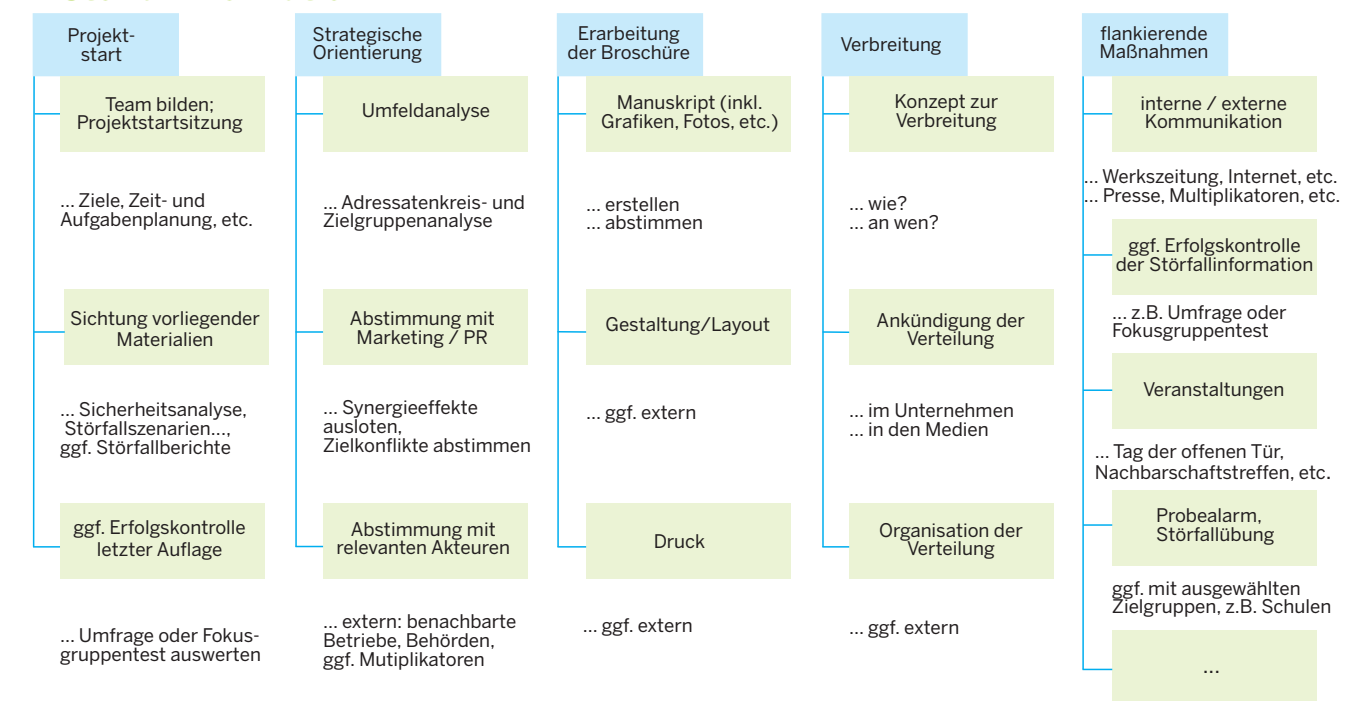 Projekt-
start
Team bilden;
Projektstartsitzung
... Ziele, Zeit- und
Aufgabenplanung, etc.
Sichtung vorliegender
Materialien
... Sicherheitsanalyse,
Störfallszenarien...,
ggf. Störfallberichte
ggf. Erfolgskontrolle
letzter Auflage
... Umfrage oder Fokus-
gruppentest auswerten
Strategische
Orientierung
Umfeldanalyse
... Adressatenkreis- und
Zielgruppenanalyse
Abstimmung mit
Marketing / PR
... Synergieeffekte
ausloten,
Zielkonflikte abstimmen
Abstimmung mit
relevanten Akteuren
... extern: benachbarte
Betriebe, Behörden,
ggf. Mutiplikatoren
Erarbeitung
der Broschüre
Manuskript (inkl.
Grafiken, Fotos, etc.)
... erstellen
... abstimmen
Gestaltung/Layout
... ggf. extern
Druck
... ggf. extern
Verbreitung
Konzept zur
Verbreitung
... wie?
... an wen?
Ankündigung der
Verteilung
... im Unternehmen
... in den Medien
Organisation der
Verteilung
... ggf. extern
flankierende
Maßnahmen
interne / externe
Kommunikation
... Werkszeitung, Internet, etc.
... Presse, Multiplikatoren, etc.
ggf. Erfolgskontrolle
der Störfallinformation
... z.B. Umfrage oder
Fokusgruppentest
Veranstaltungen
... Tag der offenen Tür,
Nachbarschaftstreffen, etc.
Probealarm,
Störfallübung
ggf. mit ausgewählten
Zielgruppen, z.B. Schulen
...